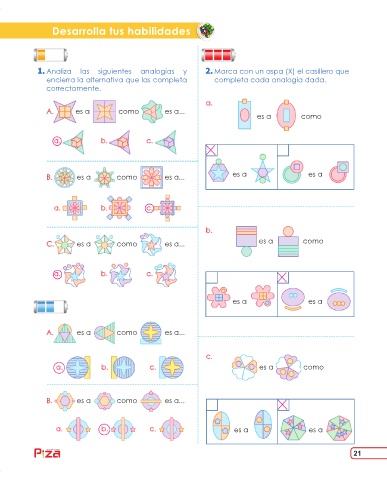 Desarrolla tus habilidades
1. Analiza las siguientes analogías y
encierra la alternativa que las completa
correctamente.
A. es a como es a...
a. b. c.
B. es a como es a...
a. b. c.
C. es a como es a...
a. b. c.
A. es a como es a...
a. b. c.
B. es a como es a...
a. b. c.
2. Marca con un aspa (X) el casillero que
completa cada analogía dada.
a.
es a como
es a es a
b.
es a como
es a es a
c.
es a como
es a es a
Piza
21